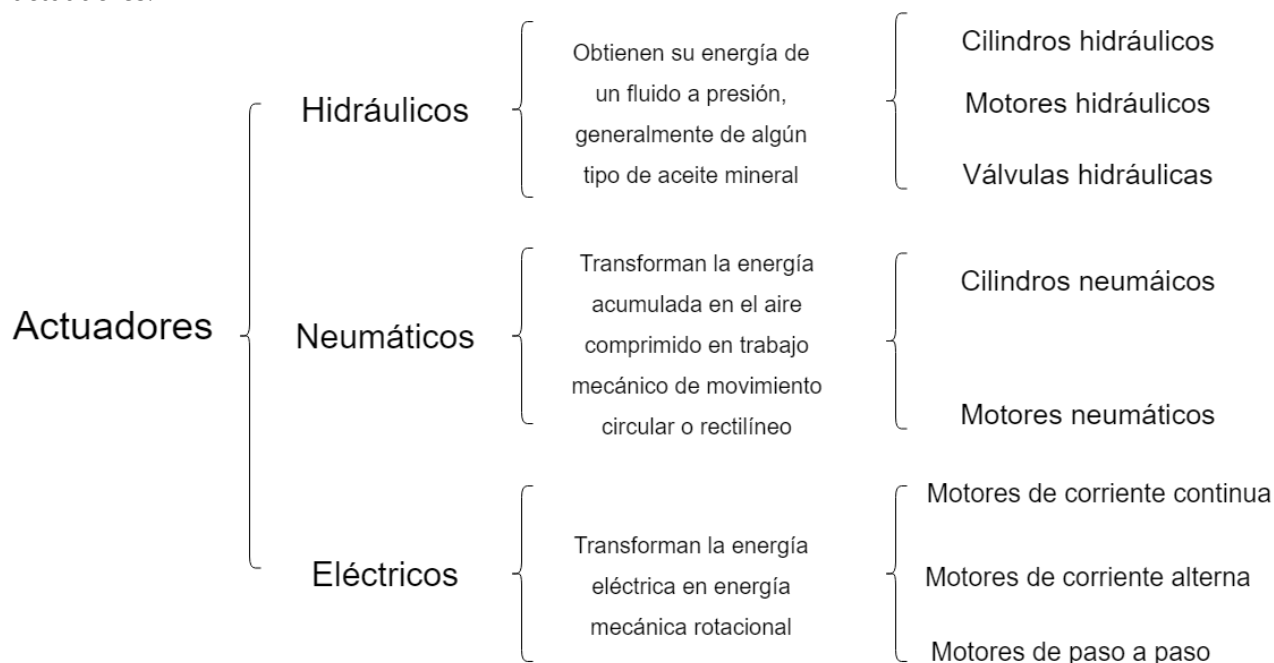 Actuadores
Hidráulicos
Obtienen su energía de
un fluido a presión,
generalmente de algún
tipo de aceite mineral
Cilindros hidráulicos
Motores hidráulicos
Válvulas hidráulicas
Neumáticos
Transforman la energía
acumulada en el aire
comprimido en trabajo
mecánico de movimiento
circular o rectilíneo
Cilindros neumáicos
Motores neumáticos
Eléctricos
Transforman la energía
eléctrica en energía
mecánica rotacional
Motores de corriente continua
Motores de corriente alterna
Motores de paso a paso